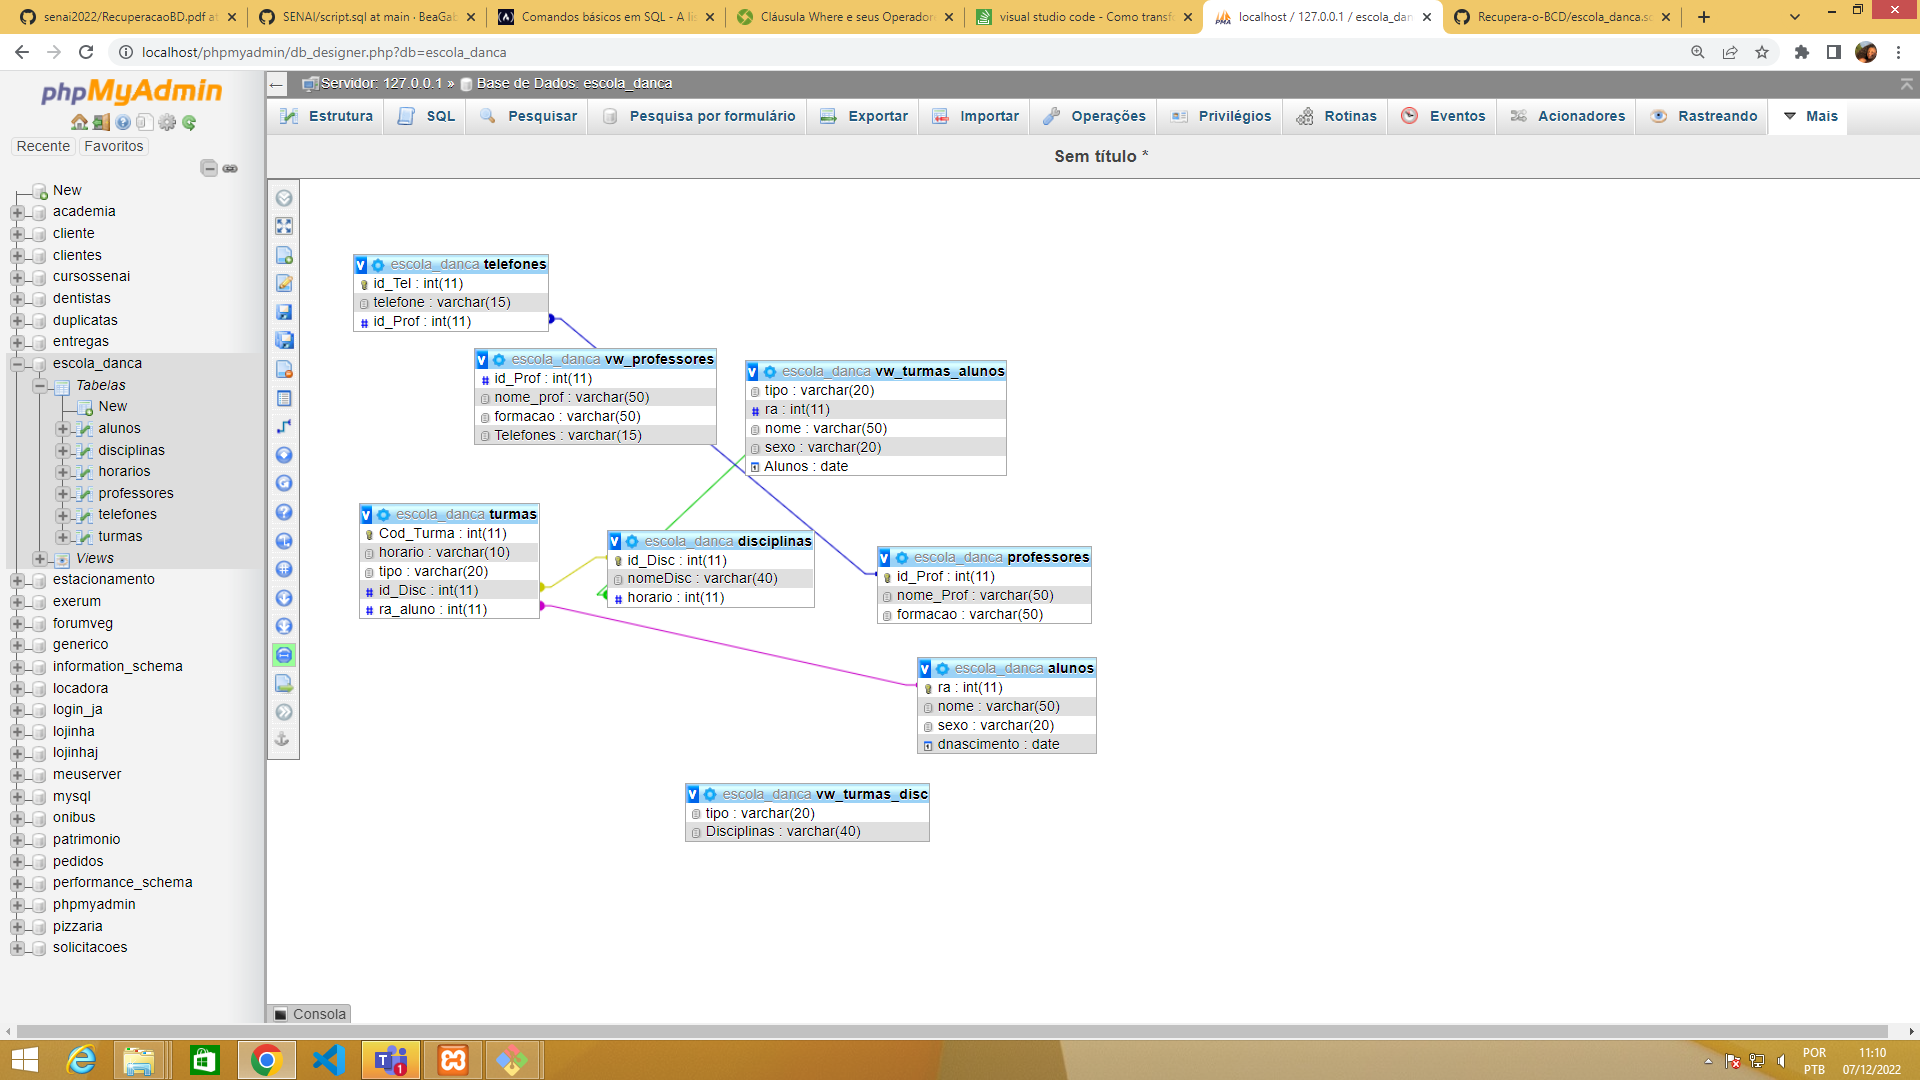 senai2022/RecuperacaoBD.pdf at
SENAI/script.sql at main · BeaGab
Comandos básicos em SQL - A lis
Cláusula Where e seus Operador
visual studio code - Como transf
localhost / 127.0.0.1 / escola_dan
Recupera-o-BCD/escola_danca.sc
localhost/phpmyadmin/db_designer.php?db=escola_danca
phpMyAdmin
Recente
Favoritos
New
academia
cliente
clientes
cursossenai
dentistas
duplicatas
entregas
escola_danca
Tabelas
New
alunos
disciplinas
horarios
professores
telefones
turmas
Views
estacionamento
exerum
forumveg
generico
information_schema
locadora
login_ja
lojinha
lojinhaj
meuserver
mysql
onibus
patrimonio
pedidos
performance_schema
phpmyadmin
pizzaria
solicitacoes
Servidor: 127.0.0.1 » Base de Dados: escola_danca
Estrutura
SQL
Pesquisar
Pesquisa por formulário
Exportar
Importar
Operações
Privilégios
Rotinas
Eventos
Acionadores
Rastreando
Mais
Sem título *
V escola_danca telefones
id_Tel : int(11)
telefone : varchar(15)
# id_Prof : int(11)
V escola_danca vw_professores
# id_Prof : int(11)
nome_prof : varchar(50)
formacao : varchar(50)
Telefones : varchar(15)
V escola_danca vw_turmas_alunos
tipo : varchar(20)
# ra : int(11)
nome : varchar(50)
sexo : varchar(20)
Alunos : date
V escola_danca turmas
Cod_Turma : int(11)
horario : varchar(10)
tipo : varchar(20)
# id_Disc : int(11)
# ra_aluno : int(11)
V escola_danca disciplinas
id_Disc : int(11)
nomeDisc : varchar(40)
# horario : int(11)
V escola_danca professores
id_Prof : int(11)
nome_Prof : varchar(50)
formacao : varchar(50)
V escola_danca alunos
ra : int(11)
nome : varchar(50)
sexo : varchar(20)
dnascimento : date
V escola_danca vw_turmas_disc
tipo : varchar(20)
Disciplinas : varchar(40)
Consola
POR
PTB
11:10
07/12/2022